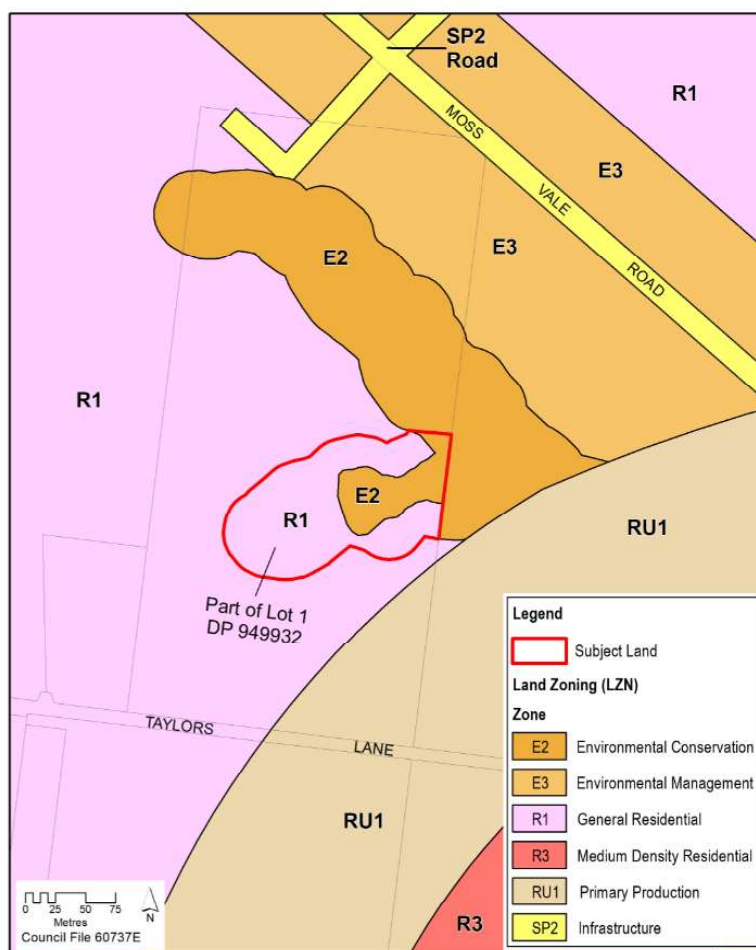 SP2
Road
R1
MOSS
E3
VALE
E2
E3
ROAD
R1
E2
R1
RU1
Part of Lot 1
DP 949932
TAYLORS
LANE
RU1
R3
0 25 50 75
Metres
N
Council File 60737E
Legend
Subject Land
Land Zoning (LZN)
Zone
E2 Environmental Conservation
E3 Environmental Management
R1 General Residential
R3 Medium Density Residential
RU1 Primary Production
SP2 Infrastructure